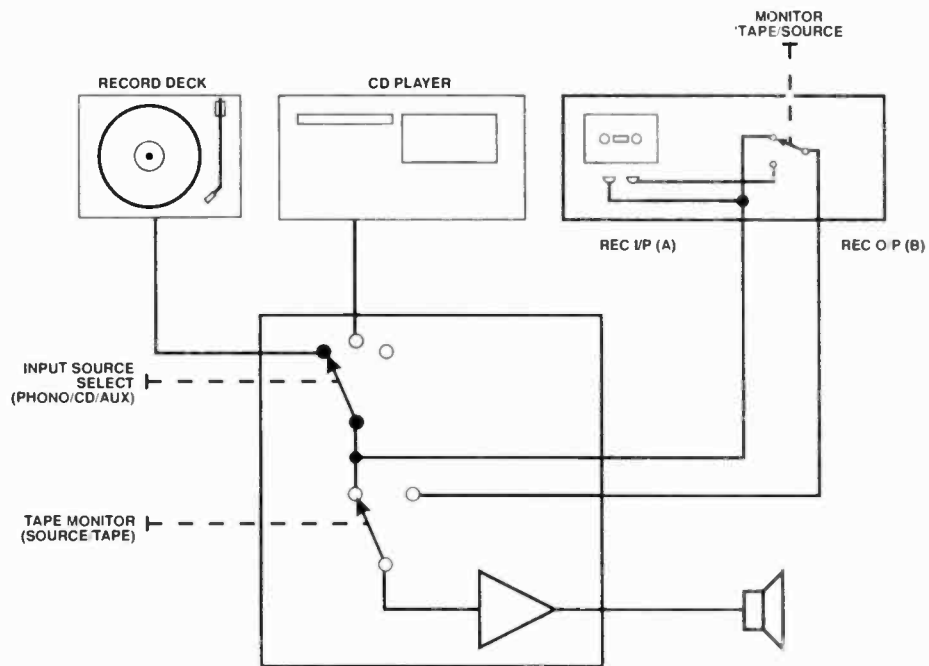 MONITOR
'TAPE/SOURCE
RECORD DECK
CD PLAYER
REC I/P (A)
REC O/P (B)
INPUT SOURCE
SELECT
(PHONO/CD/AUX)
TAPE MONITOR
(SOURCE/TAPE)